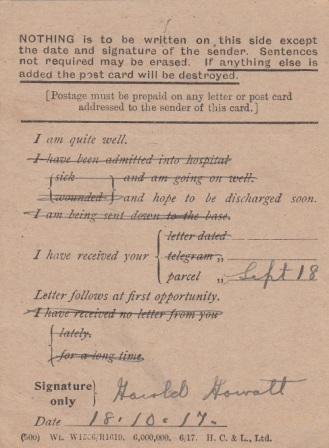 NOTHING is to be written on this side except
the date and signature of the sender. Sentences
not required may be erased. If anything else is
added the post card will be destroyed.
[Postage must be prepaid on any letter or post card
addressed to the sender of this card.]
I am quite well.
I have been admitted into hospital
sick and am going on well.
wounded and hope to be discharged soon.
I am being sent down to the base.
letter dated
I have received your telegram ,,
parcel ,, Sept 18
Letter follows at first opportunity.
I have received no letter from you
lately.
for a long time.
Signature only Harold Howatt
Date 18.10.17.
(500) Wt. W1566/R1619. 6,000,000. 6/17. H. C. & L., Ltd.